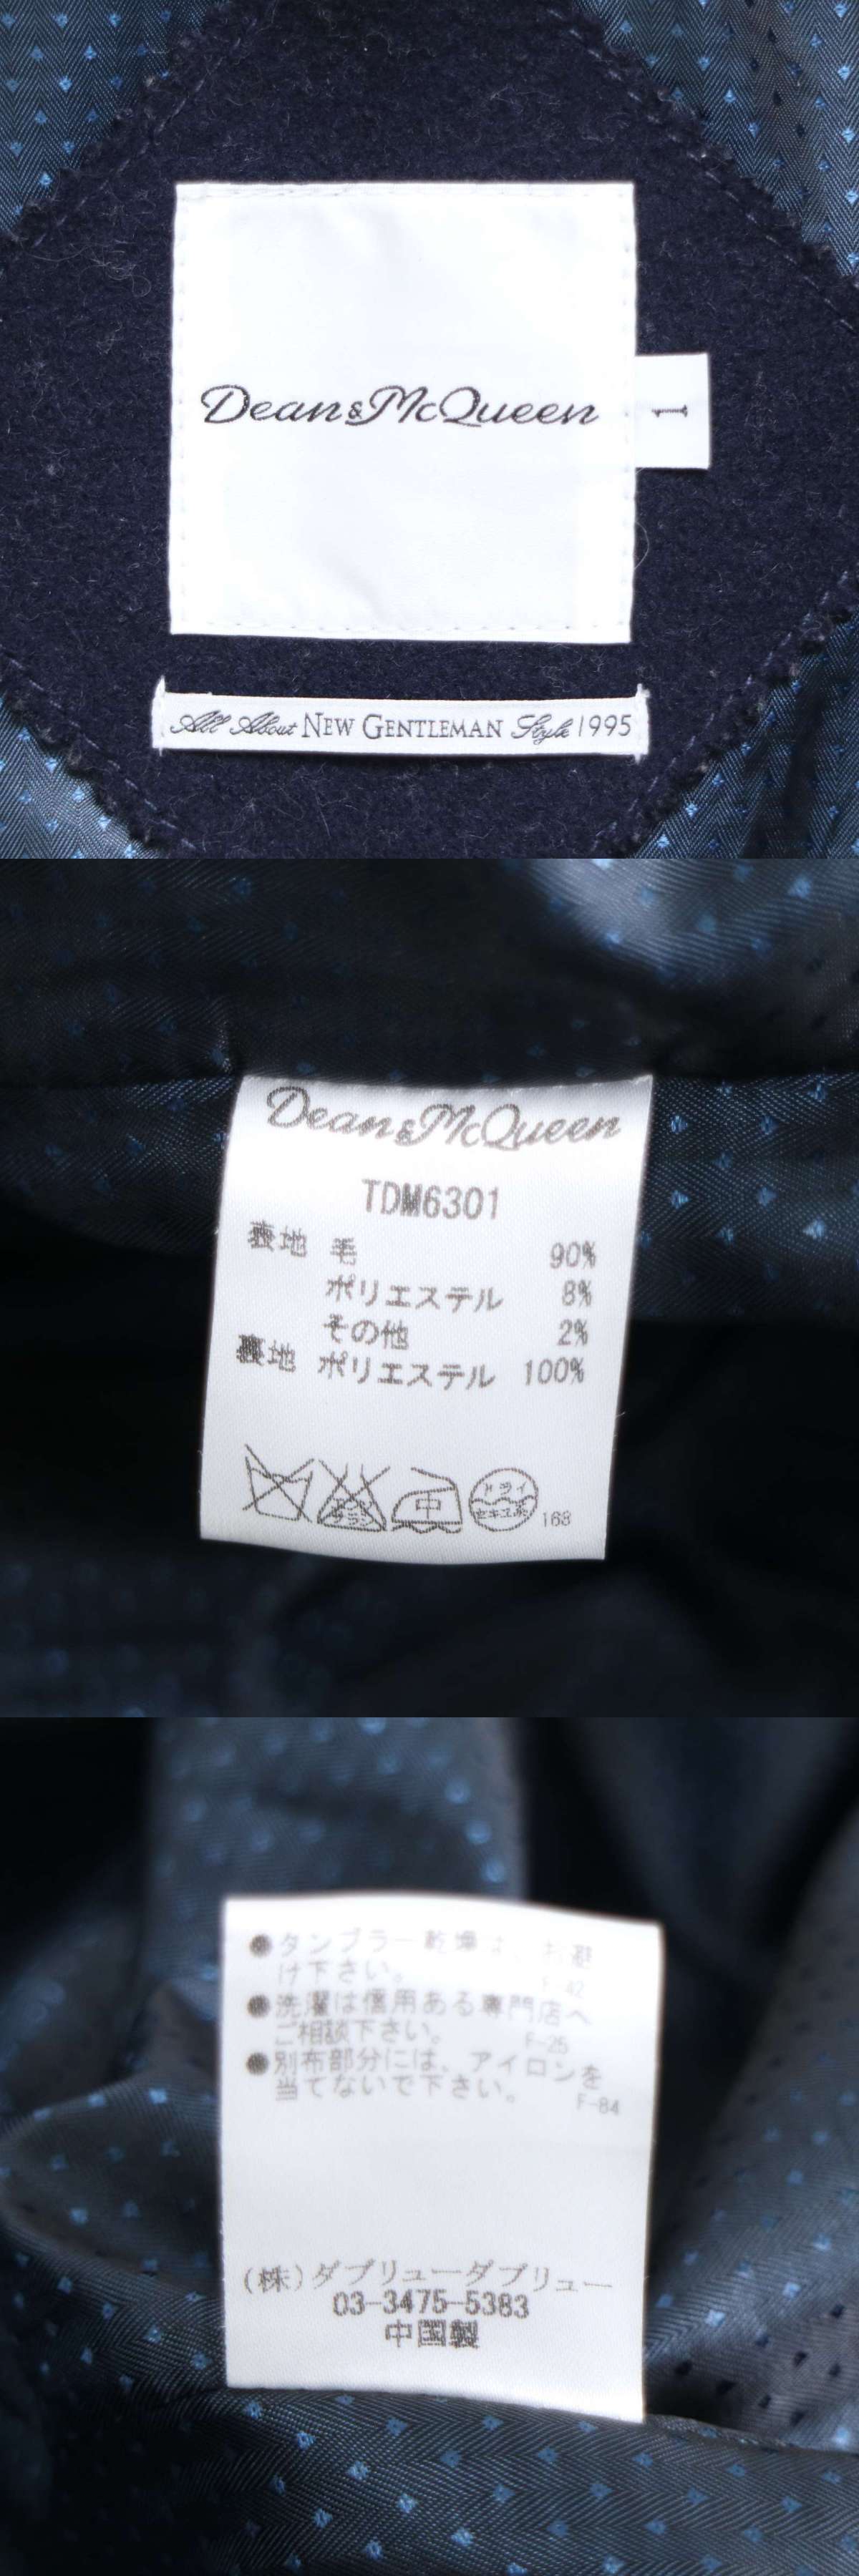 Dean & McQueen
1
All About NEW GENTLEMAN Style 1995
Dean & McQueen
TDM6301
表地 毛 90%
ポリエステル 8%
その他 2%
裏地 ポリエステル 100%
エンソ
サラシ
中
ドライ
セキユ系
168
●タンブラー乾燥は、お避
け下さい。 F-42
●洗濯は信用ある専門店へ
ご相談下さい。 F-25
●別布部分には、アイロンを
当てないで下さい。 F-84
(株)ダブリューダブリュー
03-3475-5383
中国製